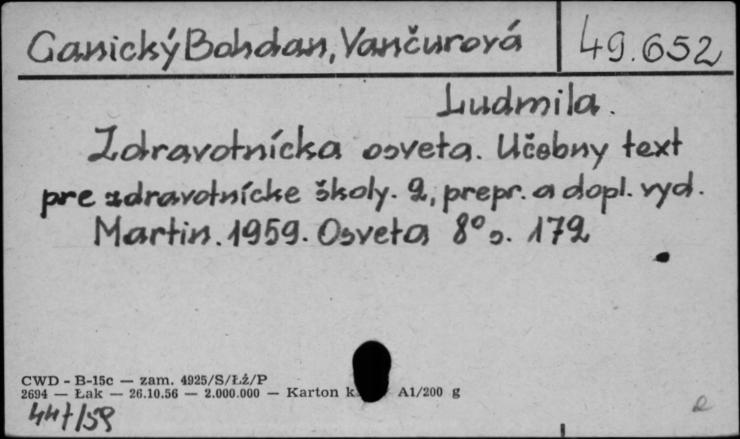 Ganický Bohdan, Vančurová 49.652
Ludmila.
Zdravotnícka osveta. Učebny text
pre zdravotnícke školy. 2, prepr. a dopl. vyd.
Martin. 1959. Osveta 8° s. 172
CWD - B-15c — zam. 4925/S/Łż/P
2694 — Łak — 26.10.56 — 2.000.000 — Karton A1/200 g
447/59